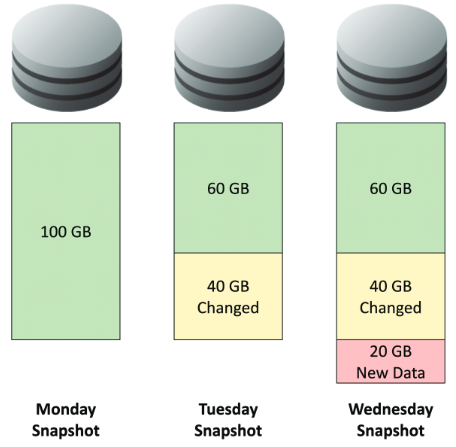 100 GB
60 GB
40 GB
Changed
60 GB
40 GB
Changed
20 GB
New Data
Monday
Snapshot
Tuesday
Snapshot
Wednesday
Snapshot